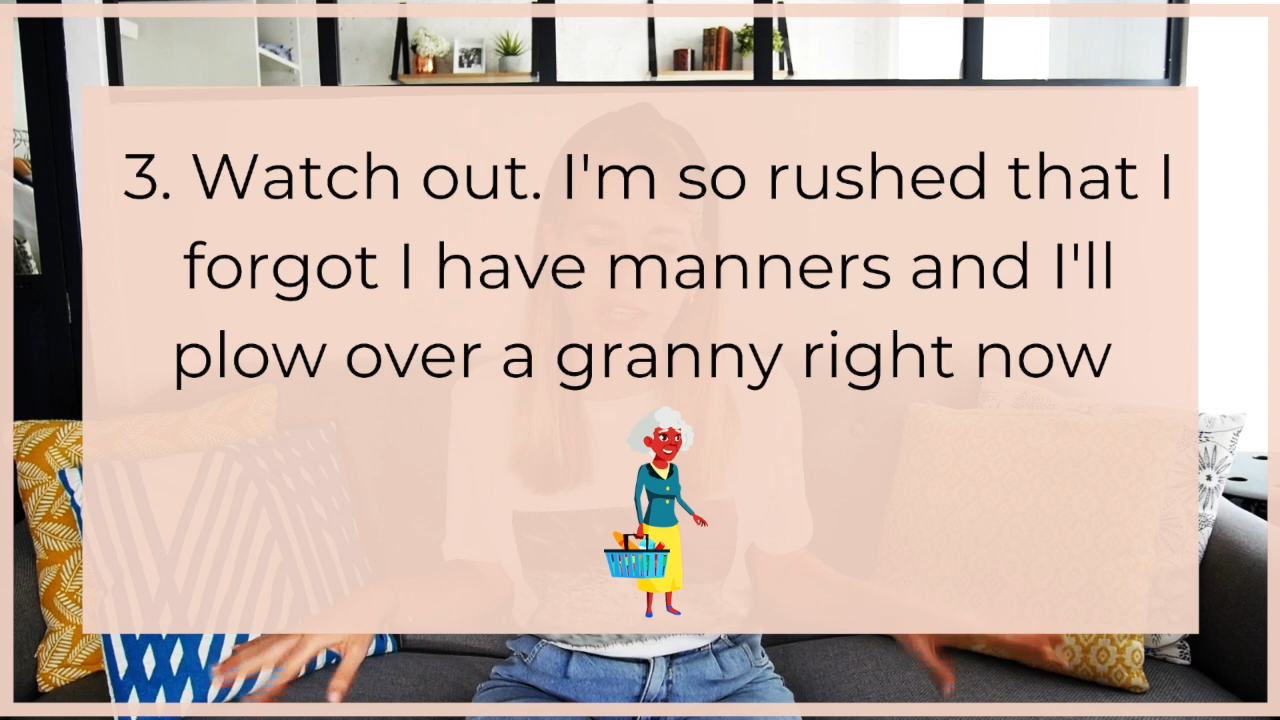 3. Watch out. I'm so rushed that I
forgot I have manners and I'll
plow over a granny right now